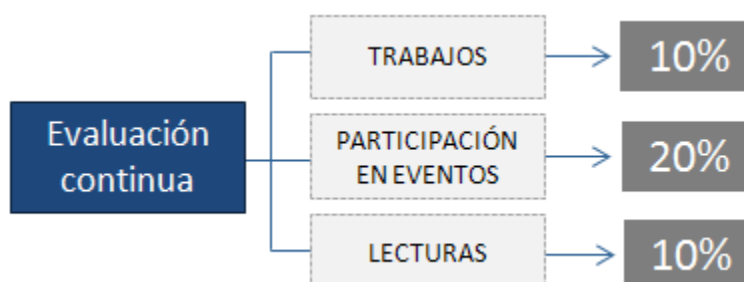 TRABAJOS
10%
Evaluación
continua
PARTICIPACIÓN
EN EVENTOS
20%
LECTURAS
10%